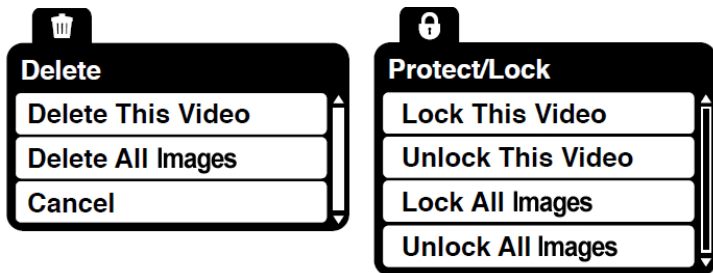 Delete
Delete This Video
Delete All Images
Cancel
Protect/Lock
Lock This Video
Unlock This Video
Lock All Images
Unlock All Images